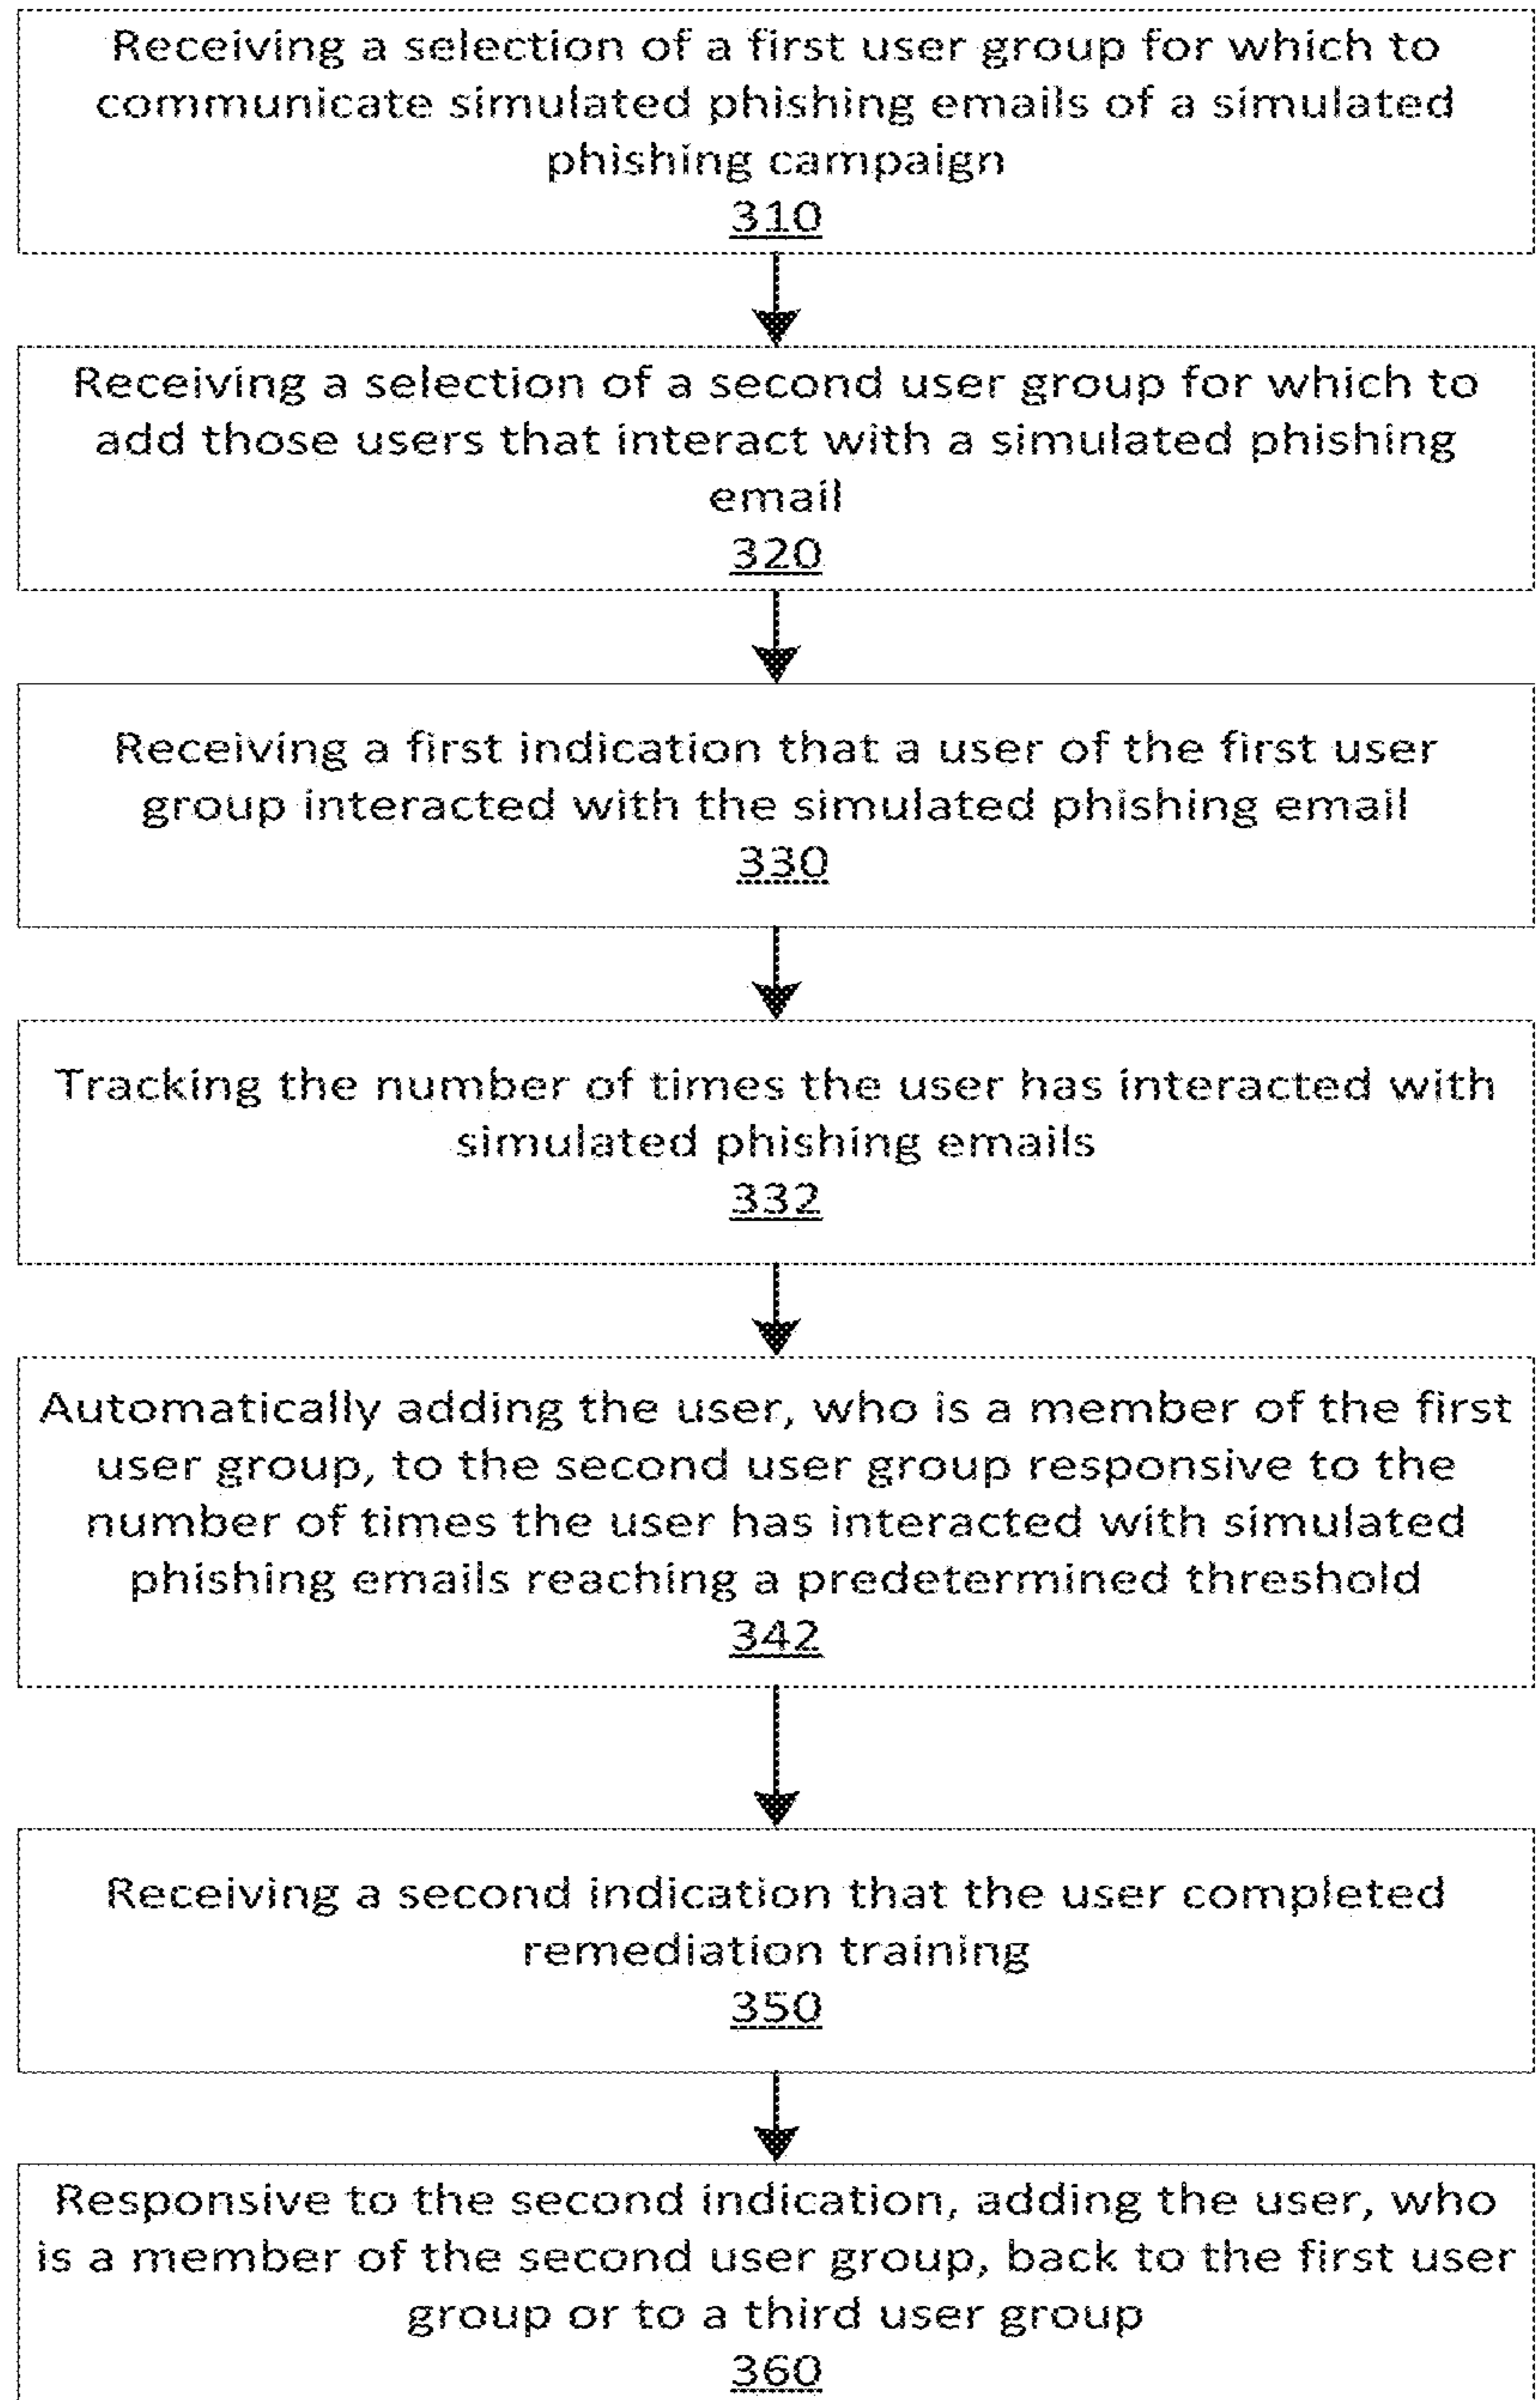 Receiving a selection of a first user group for which to
communicate simulated phishing emails of a simulated
phishing campaign
310
Receiving a selection of a second user group for which to
add those users that interact with a simulated phishing
email
320
Receiving a first indication that a user of the first user
group interacted with the simulated phishing email
330
Tracking the number of times the user has interacted with
simulated phishing emails
332
Automatically adding the user, who is a member of the first
user group, to the second user group responsive to the
number of times the user has interacted with simulated
phishing emails reaching a predetermined threshold
342
Receiving a second indication that the user completed
remediation training
350
Responsive to the second indication, adding the user, who
is a member of the second user group, back to the first user
group or to a third user group
360